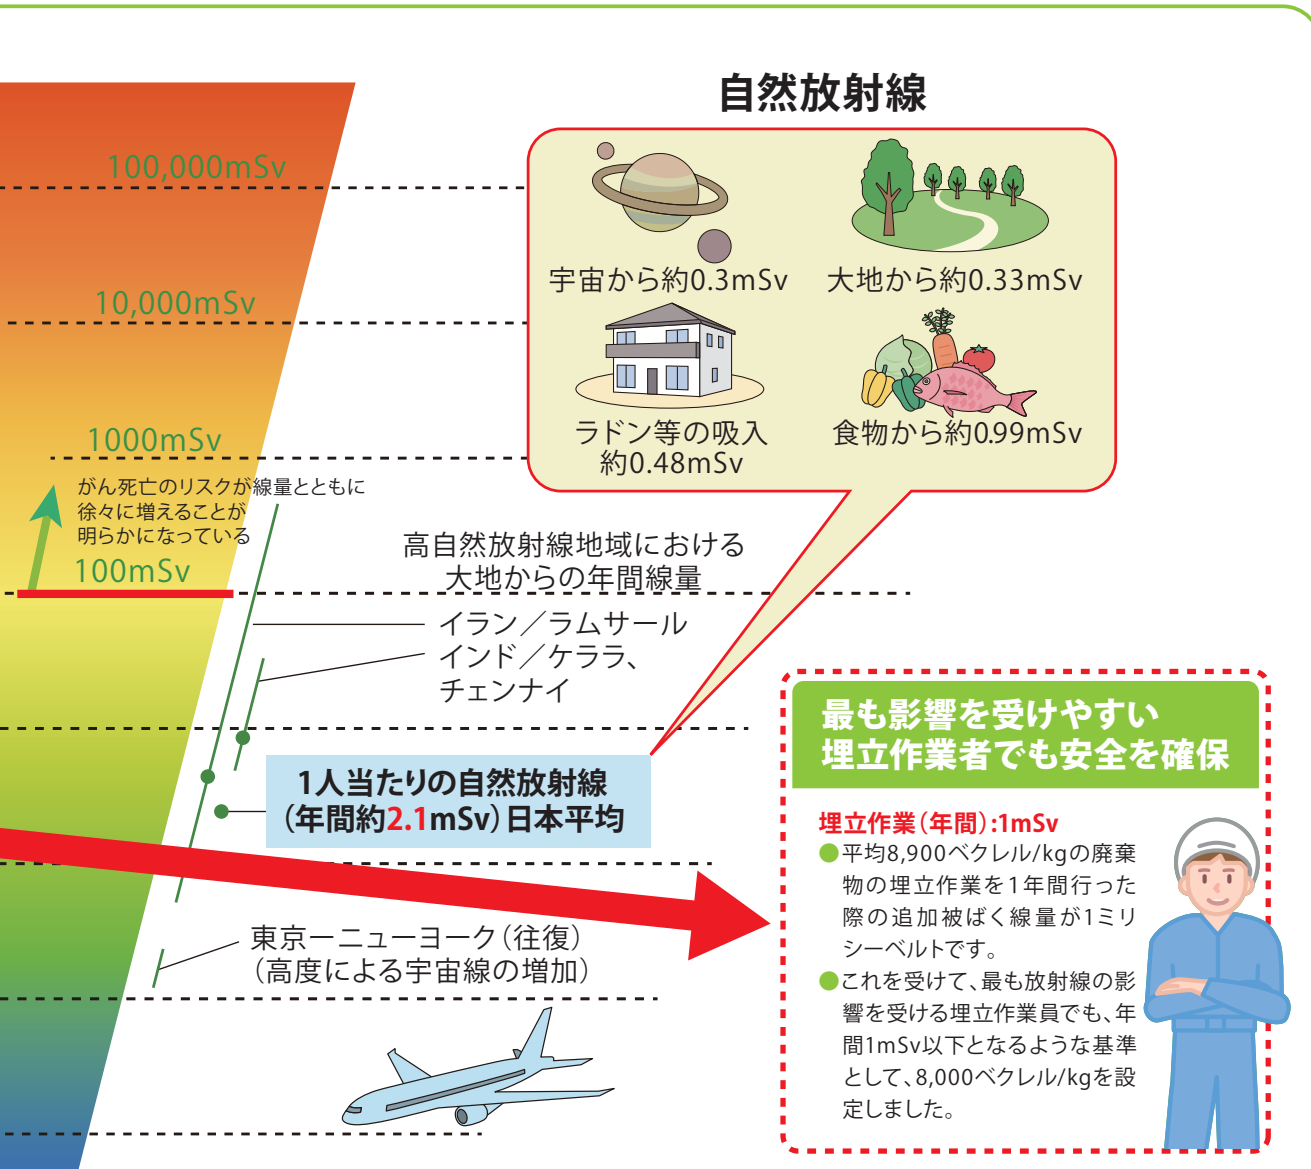 自然放射線
100,000mSv
宇宙から約0.3mSv
大地から約0.33mSv
10,000mSv
ラドン等の吸入
約0.48mSv
食物から約0.99mSv
1000mSv
がん死亡のリスクが線量とともに
徐々に増えることが
明らかになっている
100mSv
高自然放射線地域における
大地からの年間線量
イラン／ラムサール
インド／ケララ、
チェンナイ
1人当たりの自然放射線
（年間約2.1mSv）日本平均
東京ーニューヨーク（往復）
（高度による宇宙線の増加）
最も影響を受けやすい
埋立作業者でも安全を確保
埋立作業（年間）:1mSv
●平均8,900ベクレル/kgの廃棄
物の埋立作業を1年間行った
際の追加被ばく線量が1ミリ
シーベルトです。
●これを受けて、最も放射線の影
響を受ける埋立作業員でも、年
間1mSv以下となるような基準
として、8,000ベクレル/kgを設
定しました。